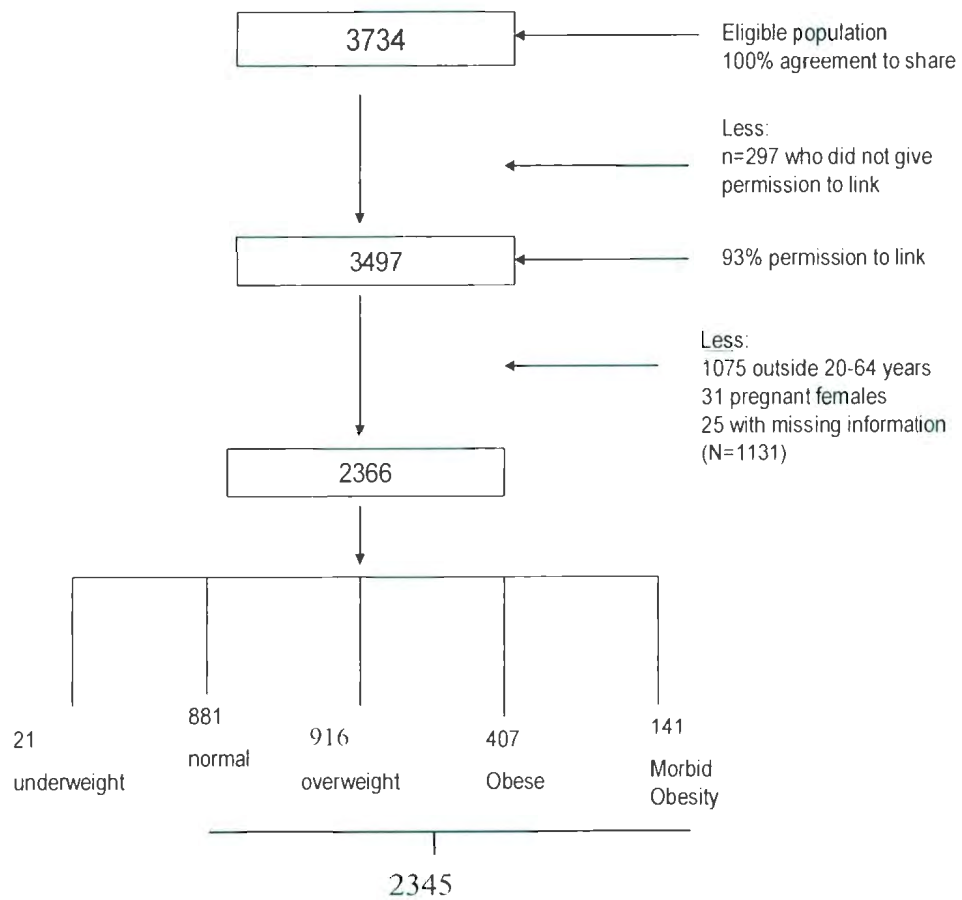 3734
Eligible population
100% agreement to share
Less:
n=297 who did not give
permission to link
3497
93% permission to link
Less:
1075 outside 20-64 years
31 pregnant females
25 with missing information
(N=1131)
2366
21
underweight
881
normal
916
overweight
407
Obese
141
Morbid
Obesity
2345